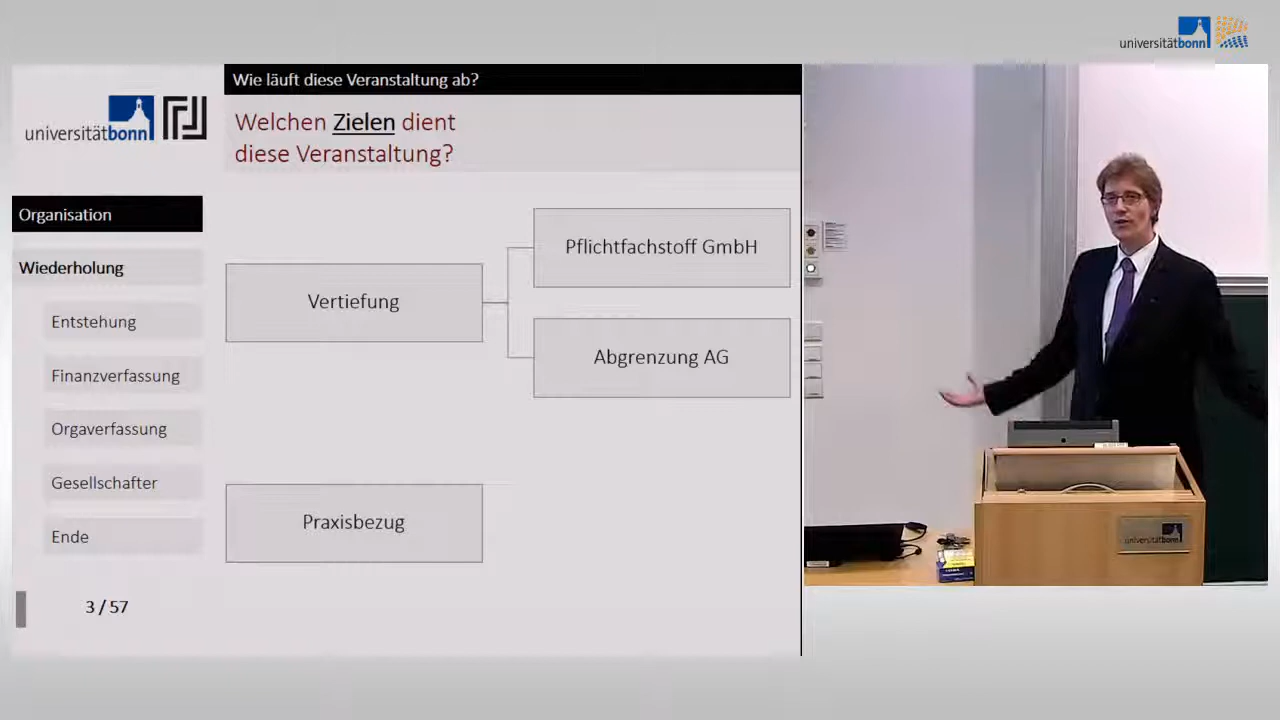 universitätbonn
Wie läuft diese Veranstaltung ab?
universitätbonn
Welchen Zielen dient
diese Veranstaltung?
Organisation
Wiederholung
Entstehung
Finanzverfassung
Orgaverfassung
Gesellschafter
Ende
3 / 57
Vertiefung
Pflichtfachstoff GmbH
Abgrenzung AG
Praxisbezug
universitätbonn